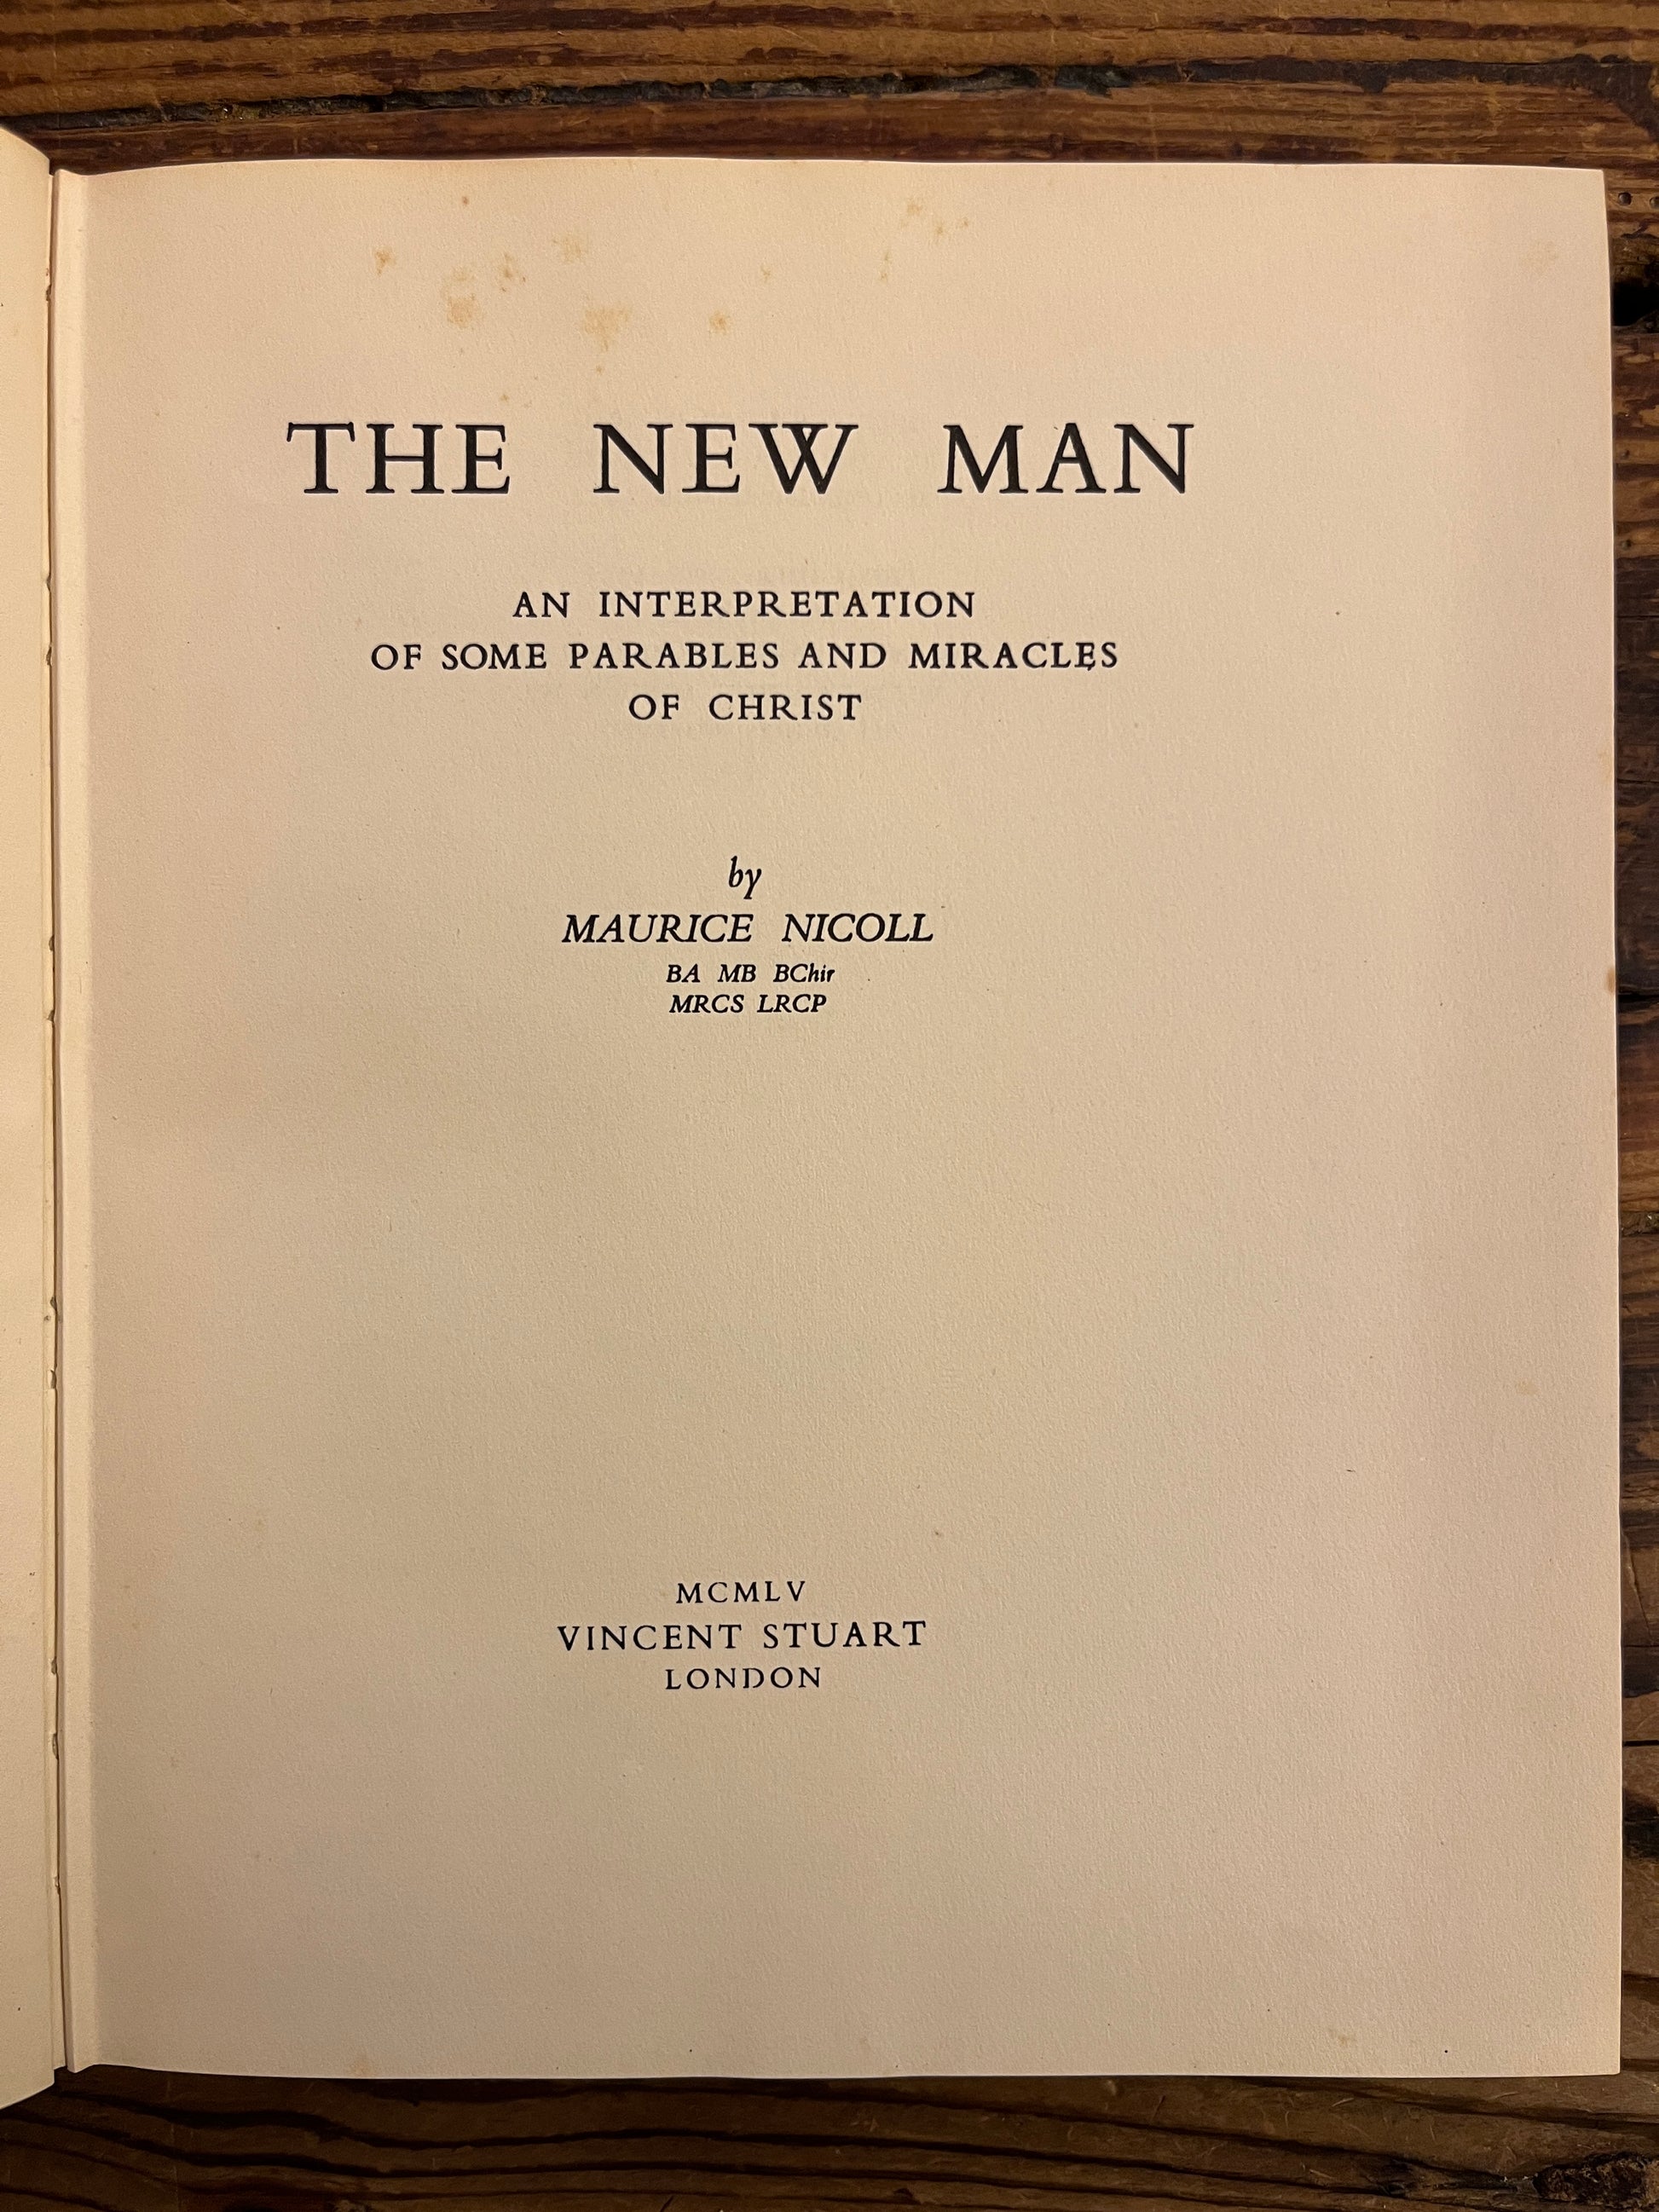 THE NEW MAN
AN INTERPRETATION
OF SOME PARABLES AND MIRACLES
OF CHRIST
by
MAURICE NICOLL
BA MB BChir
MRCS LRCP
MCMLV
VINCENT STUART
LONDON